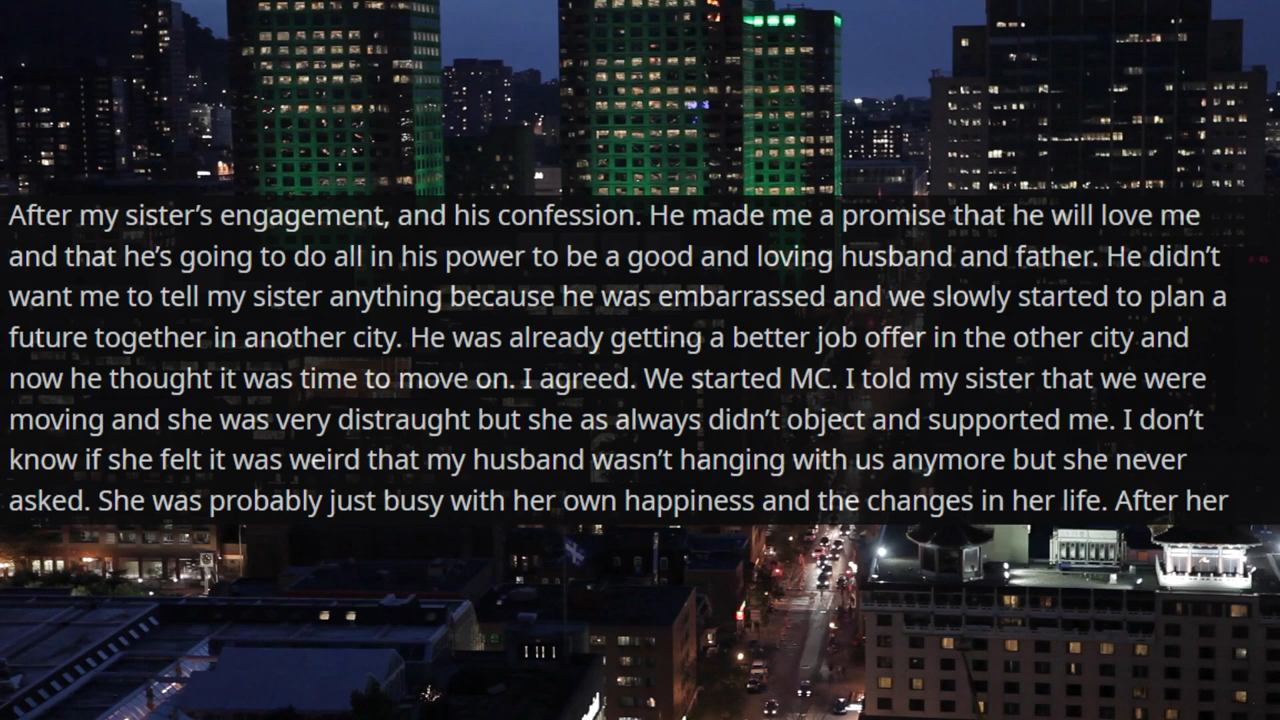 After my sister’s engagement, and his confession. He made me a promise that he will love me
and that he’s going to do all in his power to be a good and loving husband and father. He didn’t
want me to tell my sister anything because he was embarrassed and we slowly started to plan a
future together in another city. He was already getting a better job offer in the other city and
now he thought it was time to move on. I agreed. We started MC. I told my sister that we were
moving and she was very distraught but she as always didn’t object and supported me. I don’t
know if she felt it was weird that my husband wasn’t hanging with us anymore but she never
asked. She was probably just busy with her own happiness and the changes in her life. After her